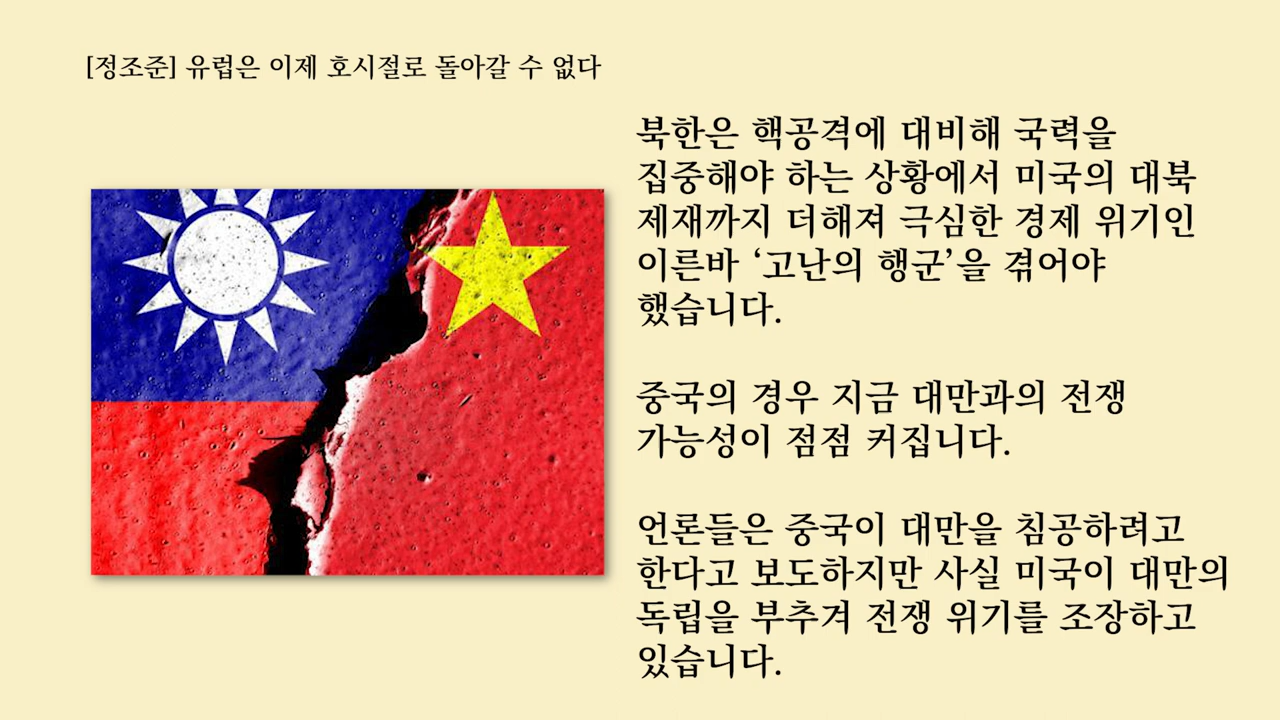 [정조준] 유럽은 이제 호시절로 돌아갈 수 없다
북한은 핵공격에 대비해 국력을
집중해야 하는 상황에서 미국의 대북
제재까지 더해져 극심한 경제 위기인
이른바 ‘고난의 행군’을 겪어야
했습니다.
중국의 경우 지금 대만과의 전쟁
가능성이 점점 커집니다.
언론들은 중국이 대만을 침공하려고
한다고 보도하지만 사실 미국이 대만의
독립을 부추겨 전쟁 위기를 조장하고
있습니다.